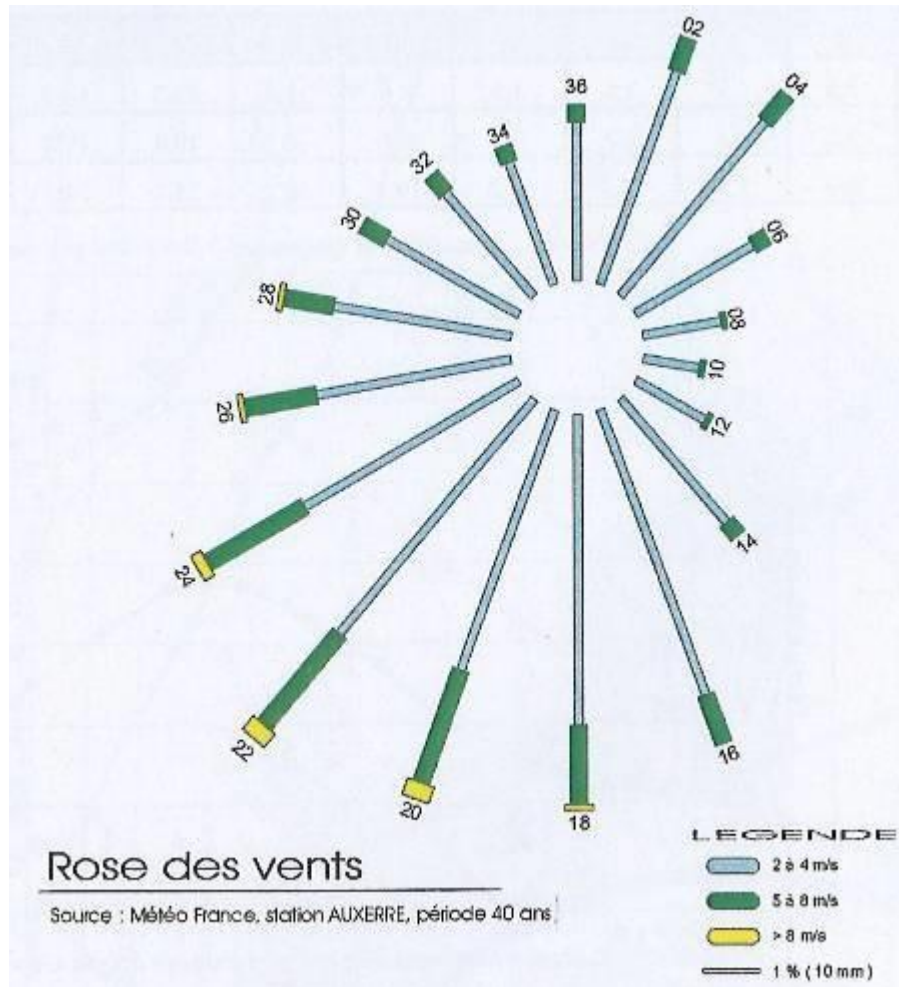 02
36
04
34
32
30
06
28
08
10
26
12
14
24
22
16
20
18
LEGENDE
Rose des vents
2 à 4 m/s
5 à 8 m/s
Source : Météo France, station AUXERRE, période 40 ans
> 8 m/s
1 % ( 10 mm )